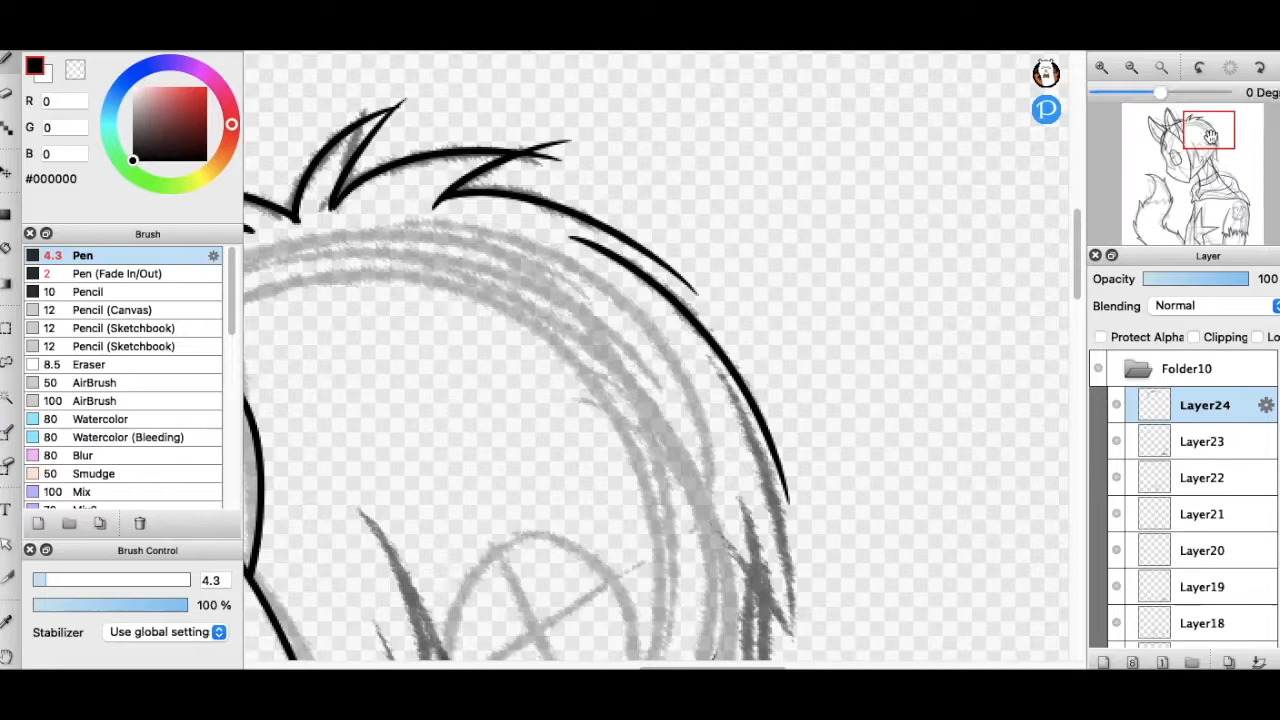 R 0
G 0
B 0
#000000
Brush
4.3 Pen
2 Pen (Fade In/Out)
10 Pencil
12 Pencil (Canvas)
12 Pencil (Sketchbook)
12 Pencil (Sketchbook)
8.5 Eraser
50 AirBrush
100 AirBrush
80 Watercolor
80 Watercolor (Bleeding)
80 Blur
50 Smudge
100 Mix
Brush Control
4.3
100 %
Stabilizer Use global setting
P
0 Degr
Layer
Opacity 100
Blending Normal
Protect Alpha Clipping Lo
Folder10
Layer24
Layer23
Layer22
Layer21
Layer20
Layer19
Layer18
8 1
T